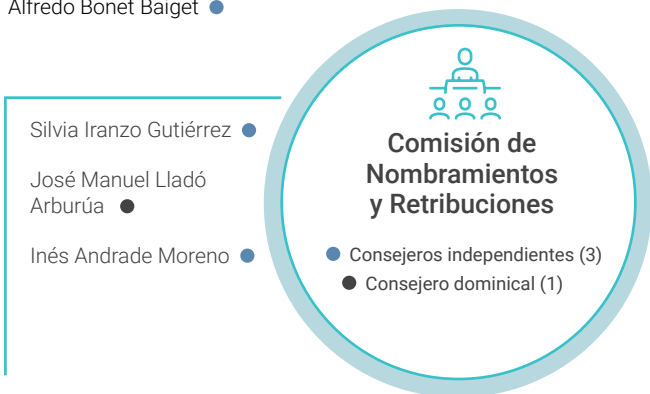 Alfredo Bonet Baiget
Silvia Iranzo Gutiérrez
José Manuel Lladó
Arburúa
Inés Andrade Moreno
Comisión de
Nombramientos
y Retribuciones
Consejeros independientes (3)
Consejero dominical (1)